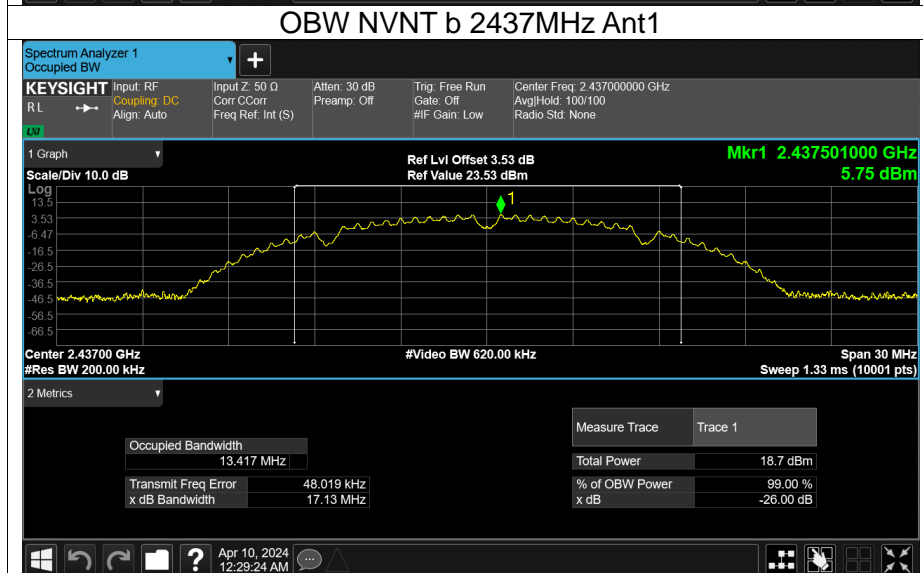 OBW NVNT b 2437MHz Ant1
Spectrum Analyzer 1
Occupied BW
+
KEYSIGHT
R L
LXI
Input: RF
Coupling: DC
Align: Auto
Input Z: 50 Ω
Corr CCorr
Freq Ref: Int (S)
Atten: 30 dB
Preamp: Off
Trig: Free Run
Gate: Off
#IF Gain: Low
Center Freq: 2.437000000 GHz
Avg|Hold: 100/100
Radio Std: None
1 Graph
Scale/Div 10.0 dB
Ref Lvl Offset 3.53 dB
Ref Value 23.53 dBm
Mkr1 2.437501000 GHz
5.75 dBm
Log
13.5
3.53
-6.47
-16.5
-26.5
-36.5
-46.5
-56.5
-66.5
1
Center 2.43700 GHz
#Res BW 200.00 kHz
#Video BW 620.00 kHz
Span 30 MHz
Sweep 1.33 ms (10001 pts)
2 Metrics
Occupied Bandwidth
13.417 MHz
Transmit Freq Error 48.019 kHz
x dB Bandwidth 17.13 MHz
Measure Trace Trace 1
Total Power 18.7 dBm
% of OBW Power 99.00 %
x dB -26.00 dB
?
Apr 10, 2024
12:29:24 AM